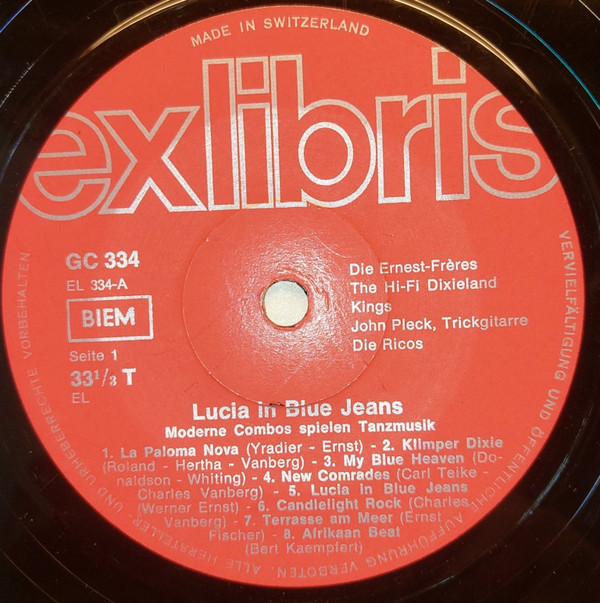 MADE IN SWITZERLAND
exlibris
GC 334
EL 334-A
BIEM
Seite 1
33 1/3 T
EL
Die Ernest-Frères
The Hi-Fi Dixieland
Kings
John Pleck, Trickgitarre
Die Ricos
Lucia in Blue Jeans
Moderne Combos spielen Tanzmusik
1. La Paloma Nova (Yradier - Ernst) - 2. Klimper Dixie
(Roland - Hertha - Vanberg) - 3. My Blue Heaven (Do-
naldson - Whiting) - 4. New Comrades (Carl Teike -
Charles Vanberg) - 5. Lucia in Blue Jeans
(Werner Ernst) - 6. Candlelight Rock (Charles
Vanberg) - 7. Terrasse am Meer (Ernst
Fischer) - 8. Afrikaan Beat
(Bert Kaempfert)
VERVIELFÄLTIGUNG UND ÖFFENTLICHE AUFFÜHRUNG VERBOTEN. ALLE HERSTELLER UND URHEBERRECHTE VORBEHALTEN